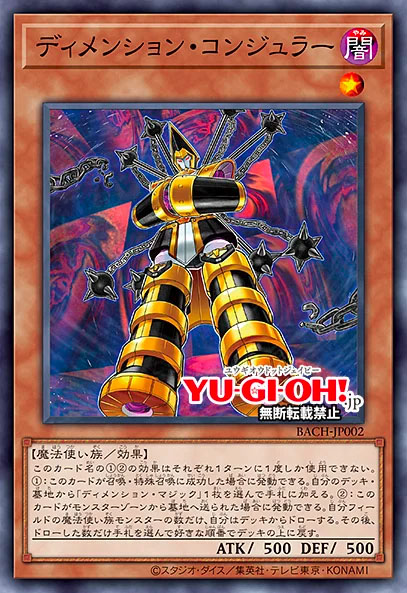 ディメンション・コンジュラー
闇
やみ
ユウギオウドットジェイピー
YU-GI-OH!.jp
無断転載禁止
BACH-JP002
【魔法使い族／効果】
このカード名の①②の効果はそれぞれ1ターンに1度しか使用できない。
①：このカードが召喚・特殊召喚に成功した場合に発動できる。自分のデッキ・
墓地から「ディメンション・マジック」1枚を選んで手札に加える。②：この
カードがモンスターゾーンから墓地へ送られた場合に発動できる。自分フィー
ルドの魔法使い族モンスターの数だけ、自分はデッキからドローする。その後、
ドローした数だけ手札を選んで好きな順番でデッキの上に戻す。
ATK/ 500 DEF/ 500
©スタジオ・ダイス／集英社・テレビ東京・KONAMI